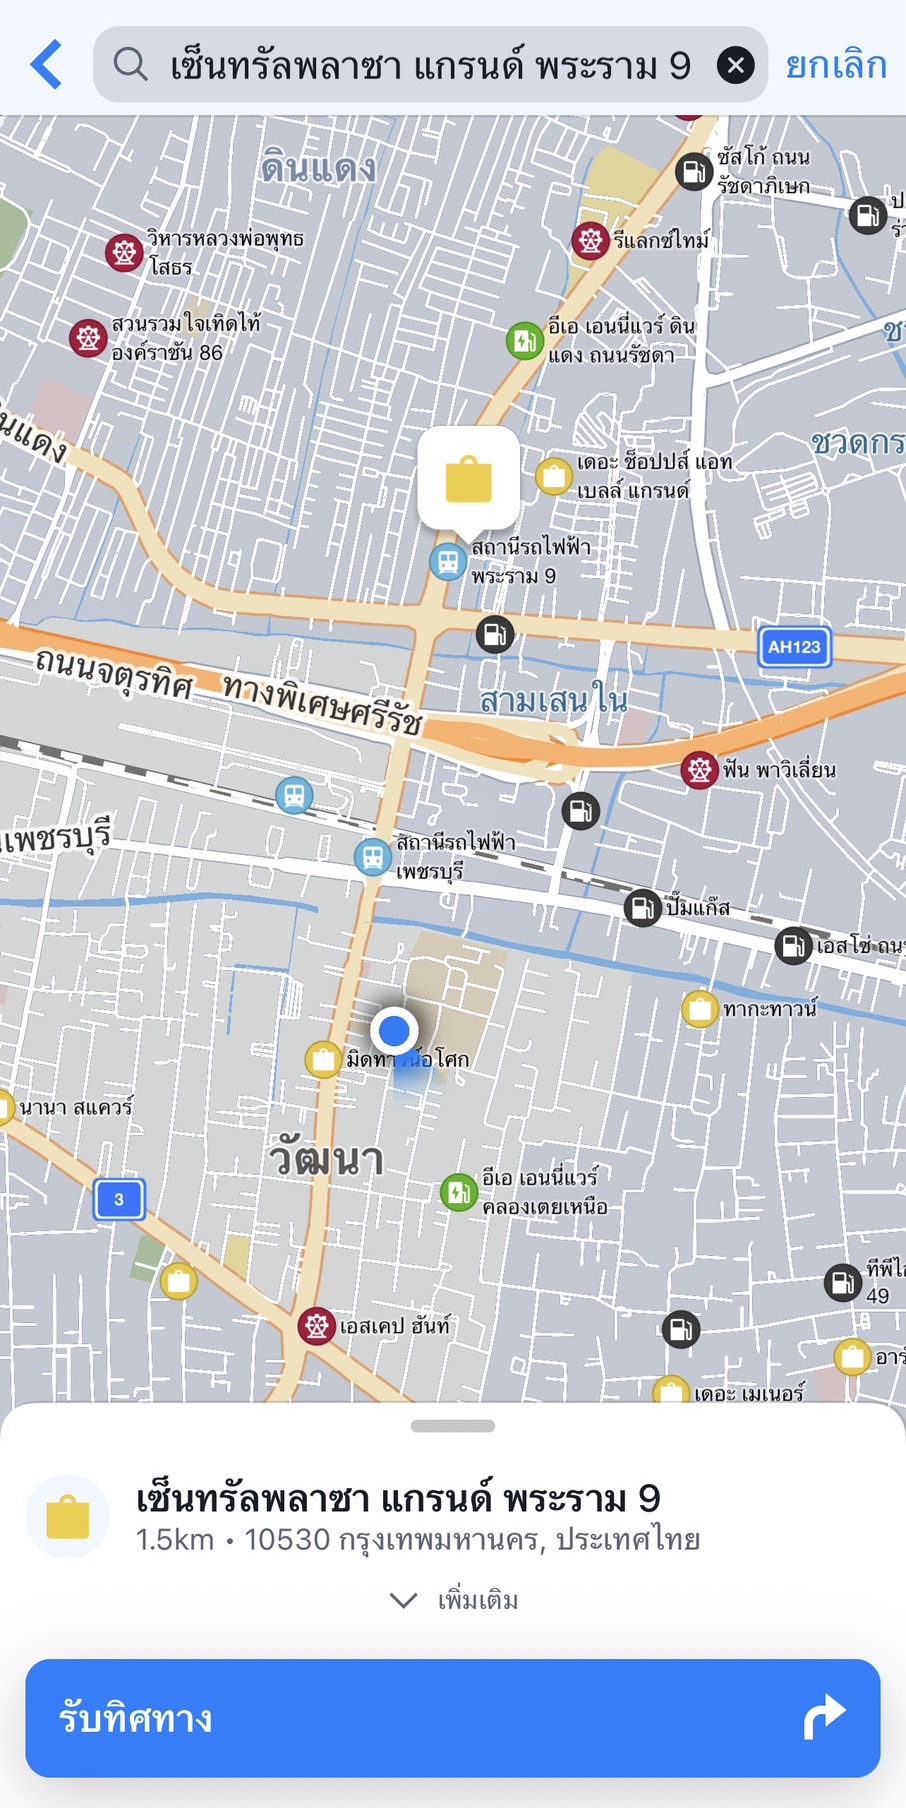 เซ็นทรัลพลาซา แกรนด์ พระราม 9
ยกเลิก
ดินแดง
ซัสโก้ ถนน
รัชดาภิเษก
วิหารหลวงพ่อพุทธ
โสธร
รีแลกซ์ไทม์
สวนรวมใจเทิดไท้
องค์ราชัน 86
อีเอ เอนนี่แวร์ ดิน
แดง ถนนรัชดา
เดอะ ช็อปปส์ แอท
เบลล์ แกรนด์
สถานีรถไฟฟ้า
พระราม 9
AH123
ถนนจตุรทิศ
ทางพิเศษศรีรัช
สามเสนใน
ฟัน พาวิเลี่ยน
เพชรบุรี
สถานีรถไฟฟ้า
เพชรบุรี
ปั๊มแก๊ส
เอสโซ่ ถน
ทากะทาวน์
มิดทาวน์อโศก
นานา สแควร์
วัฒนา
3
อีเอ เอนนี่แวร์
คลองเตยเหนือ
49
เอสเคป ฮันท์
เดอะ เมเนอร์
เซ็นทรัลพลาซา แกรนด์ พระราม 9
1.5km • 10530 กรุงเทพมหานคร, ประเทศไทย
เพิ่มเติม
รับทิศทาง